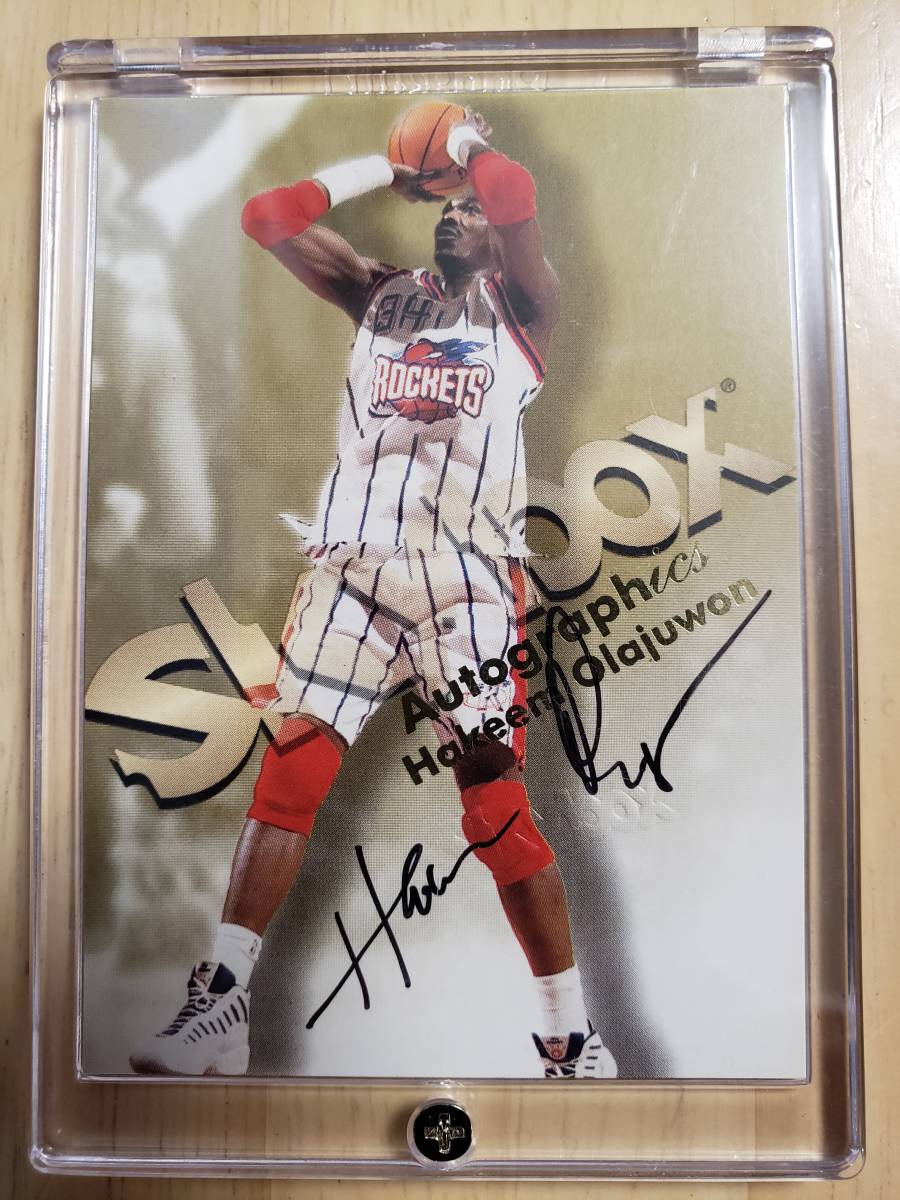 34
ROCKETS
SkyBox®
Autographics
Hakeem Olajuwon